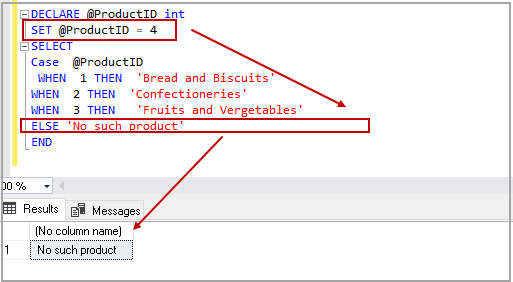 DECLARE @ProductID int
SET @ProductID = 4
SELECT
Case @ProductID
WHEN 1 THEN 'Bread and Biscuits'
WHEN 2 THEN 'Confectioneries'
WHEN 3 THEN 'Fruits and Vergetables'
ELSE 'No such product'
END
00 %
Results Messages
(No column name)
1 No such product